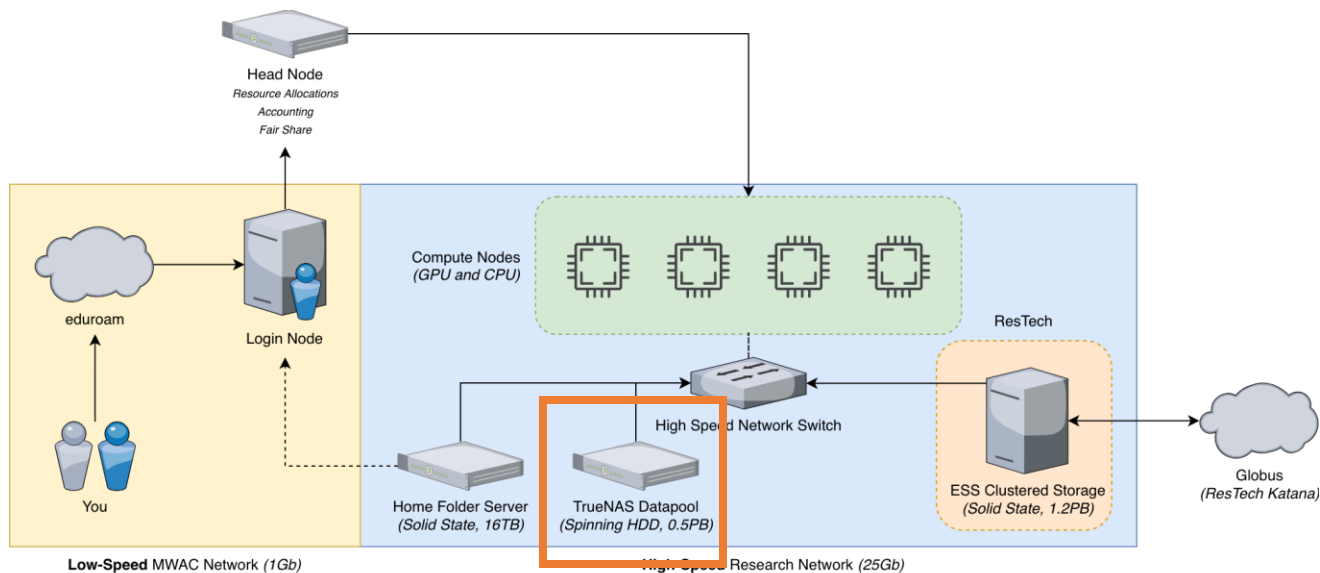 Head Node
Resource Allocations
Accounting
Fair Share
Compute Nodes
(GPU and CPU)
eduroam
Login Node
ResTech
High Speed Network Switch
You
Home Folder Server
(Solid State, 16TB)
TrueNAS Datapool
(Spinning HDD, 0.5PB)
ESS Clustered Storage
(Solid State, 1.2PB)
Globus
(ResTech Katana)
Low-Speed MWAC Network (1Gb)
High-Speed Research Network (25Gb)